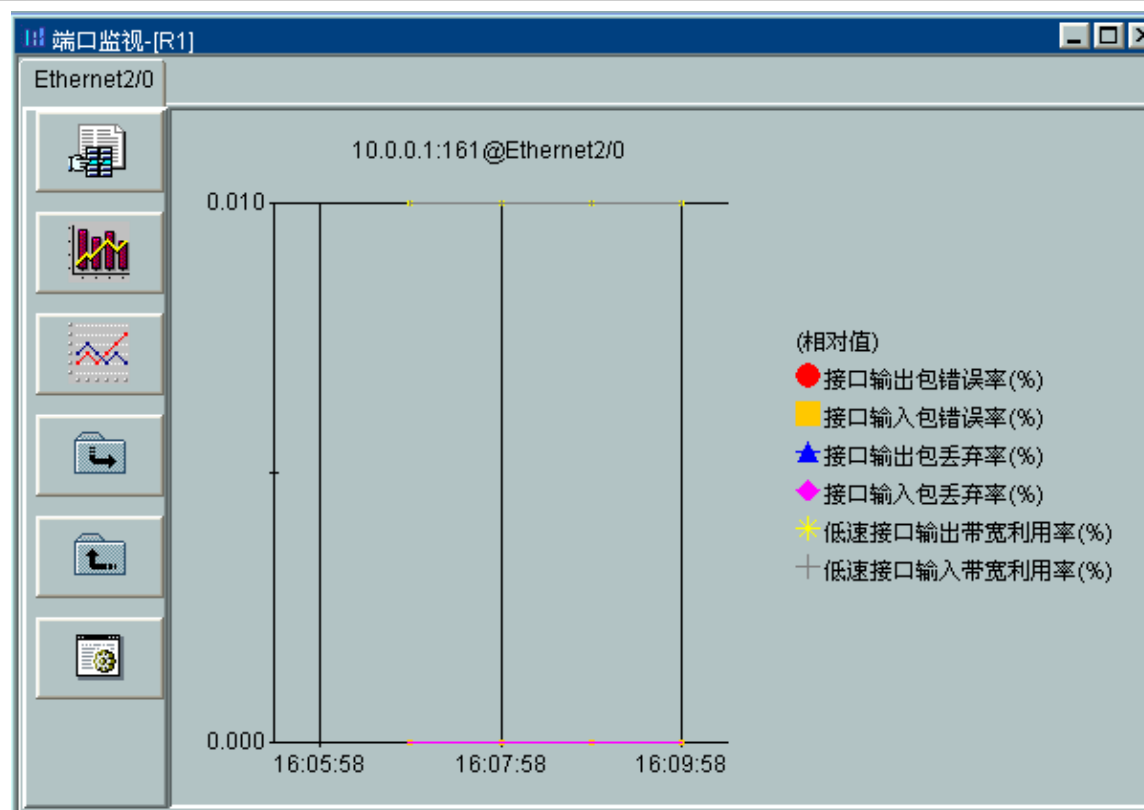 端口监视-[R1]
Ethernet2/0
10.0.0.1:161@Ethernet2/0
0.010
(相对值)
接口输出包错误率(%)
接口输入包错误率(%)
接口输出包丢弃率(%)
接口输入包丢弃率(%)
低速接口输出带宽利用率(%)
低速接口输入带宽利用率(%)
0.000
16:05:58 16:07:58 16:09:58